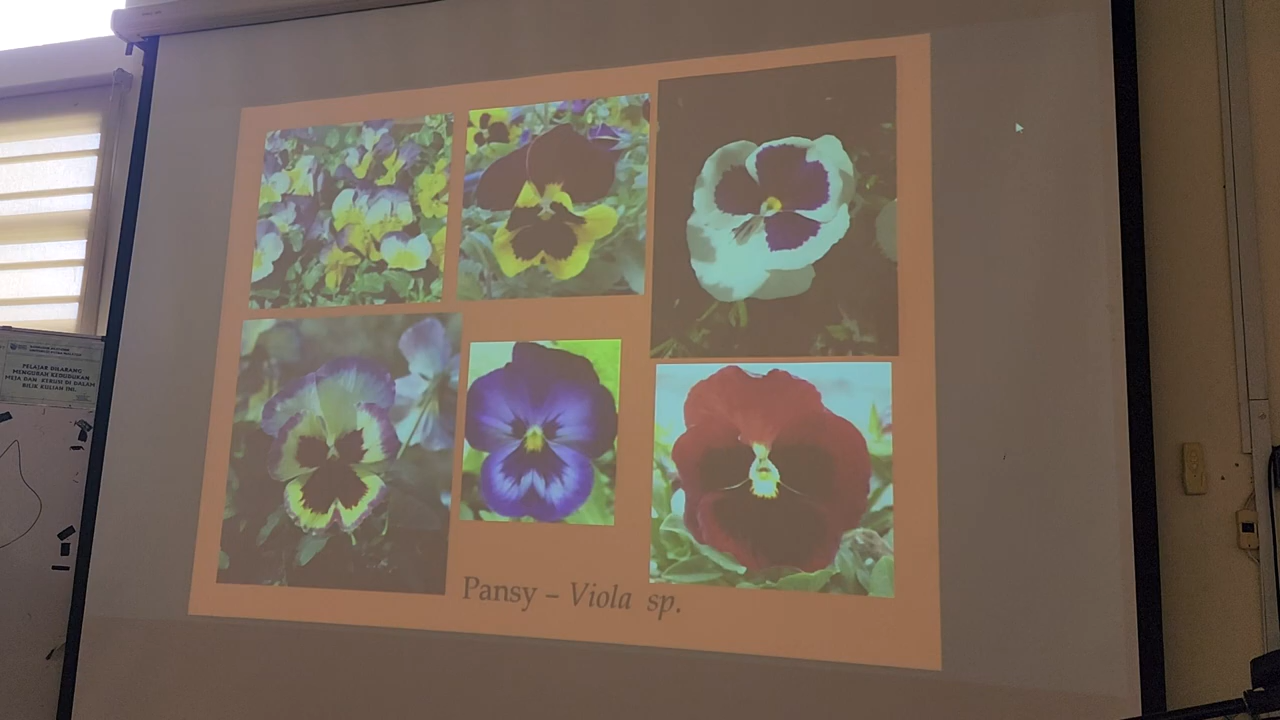 PELAJAR DILARANG
MENGUBAH KEDUDUKAN
MEJA DAN KERUSI DI DALAM
BILIK KULIAH INI.
Pansy – Viola sp.